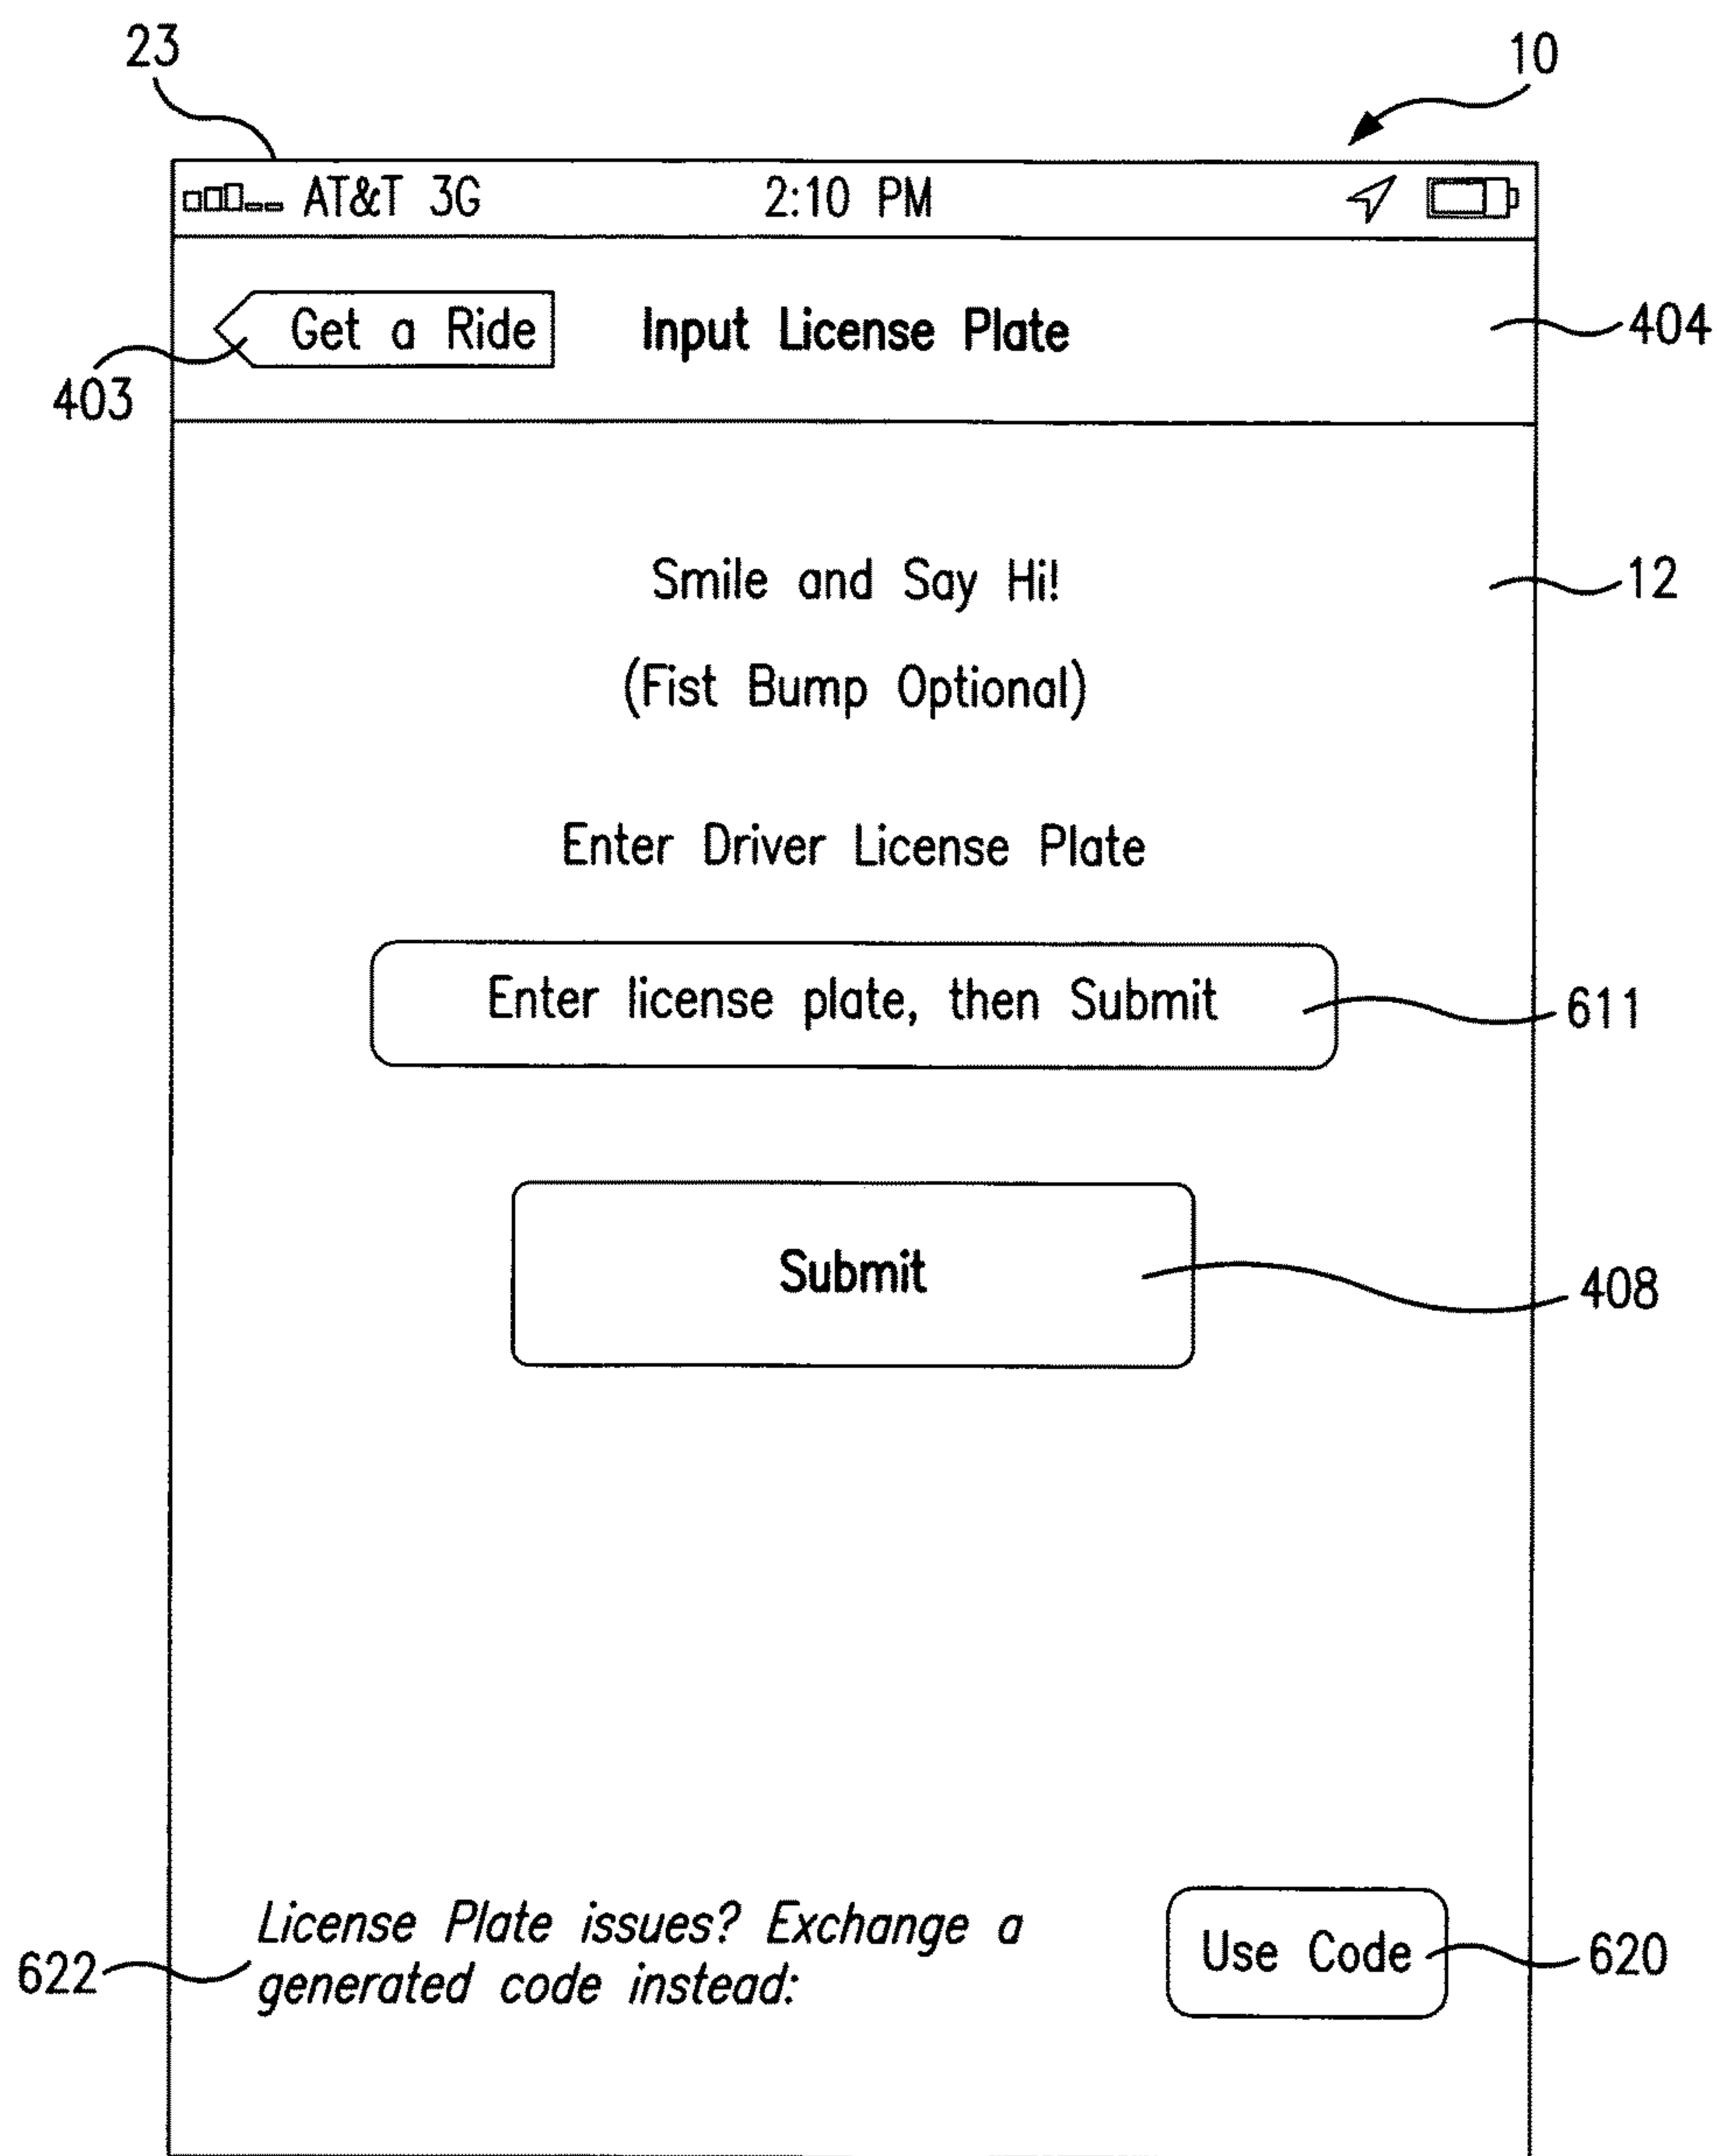 23
10
AT&T 3G 2:10 PM
Get a Ride Input License Plate
404
403
Smile and Say Hi!
12
(Fist Bump Optional)
Enter Driver License Plate
Enter license plate, then Submit
611
Submit
408
License Plate issues? Exchange a
generated code instead:
622
Use Code
620